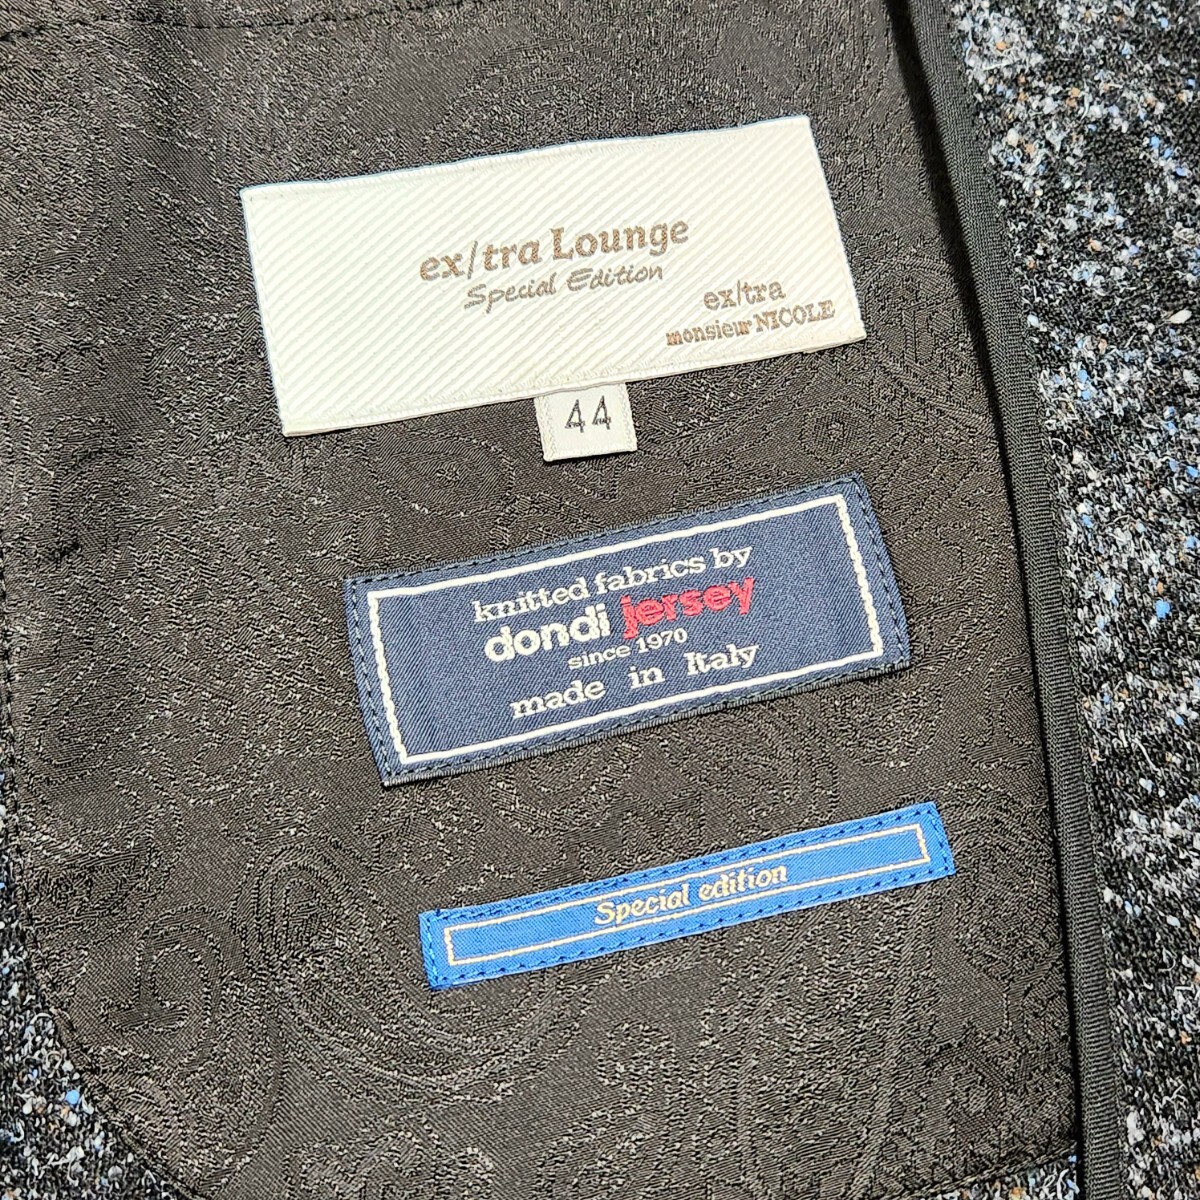 ex/tra Lounge
Special Edition
ex/tra
monsieur NICOLE
44
knitted fabrics by
dondi jersey
since 1970
made in Italy
Special edition